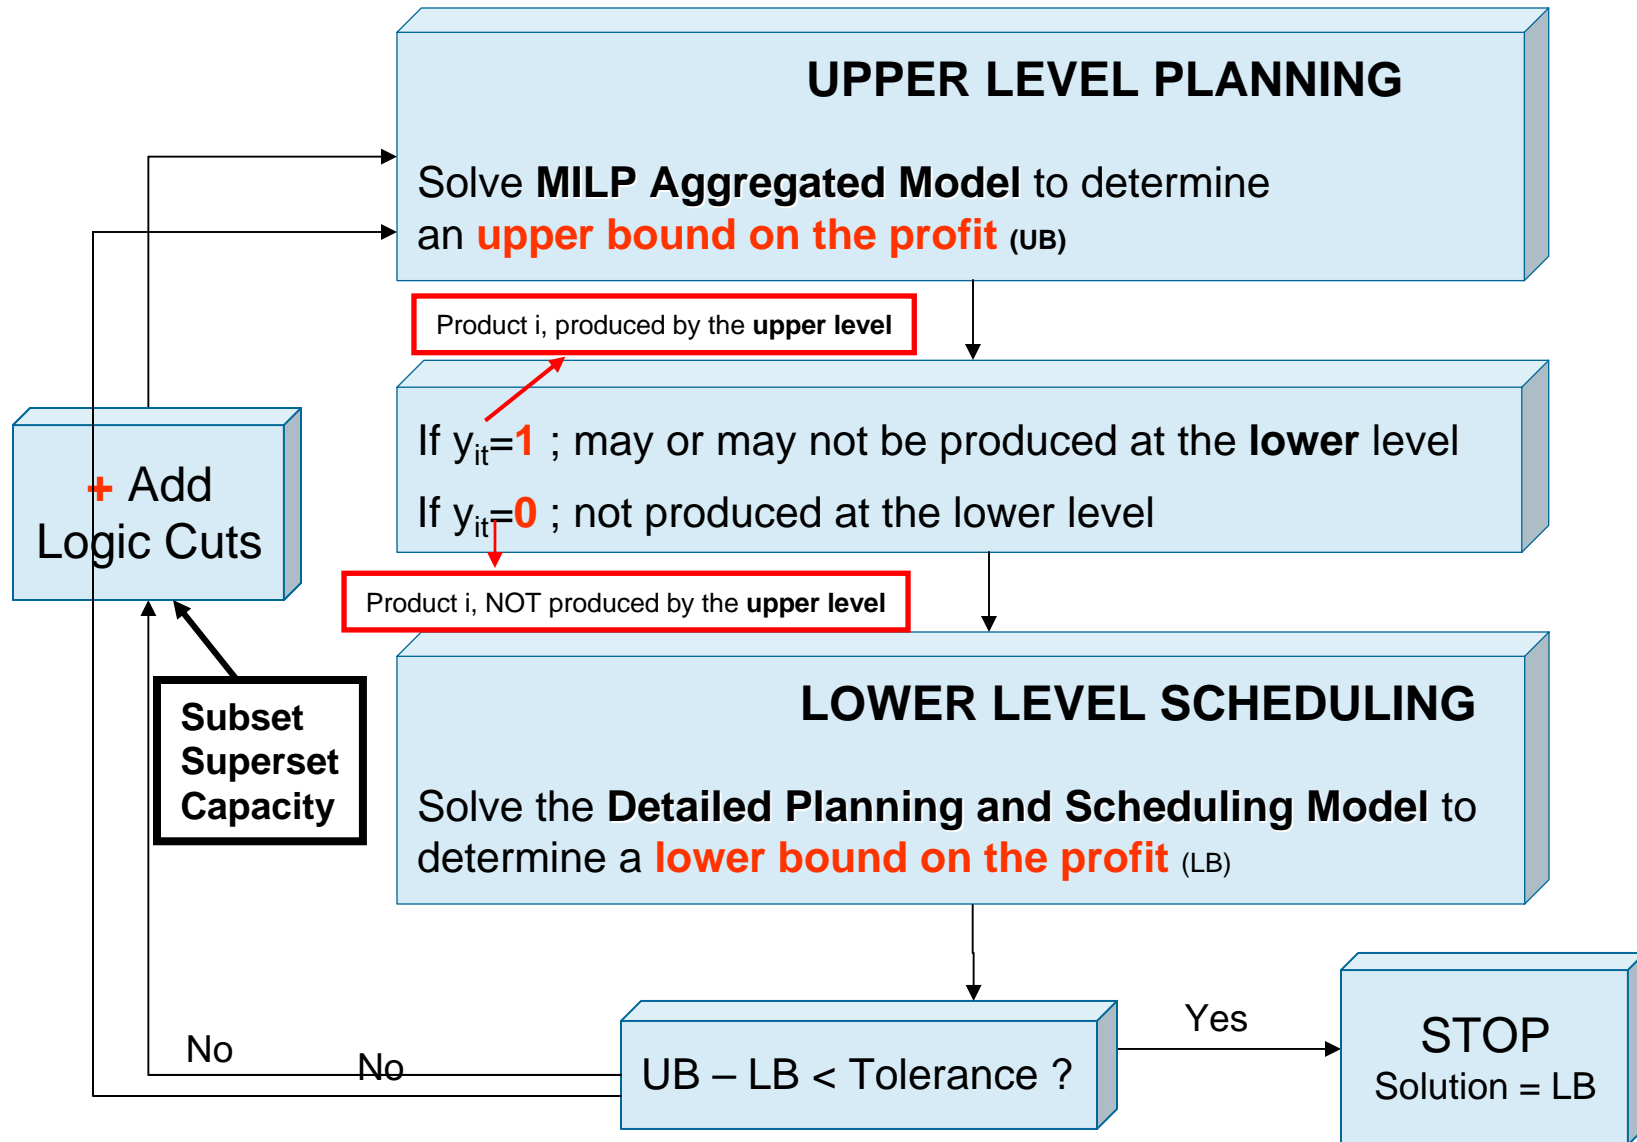 UPPER LEVEL PLANNING
Solve MILP Aggregated Model to determine
an upper bound on the profit (UB)
Product i, produced by the upper level
If yit=1 ; may or may not be produced at the lower level
If yit=0 ; not produced at the lower level
Product i, NOT produced by the upper level
+ Add
Logic Cuts
Subset
Superset
Capacity
LOWER LEVEL SCHEDULING
Solve the Detailed Planning and Scheduling Model to
determine a lower bound on the profit (LB)
No
No
UB – LB < Tolerance ?
Yes
STOP
Solution = LB